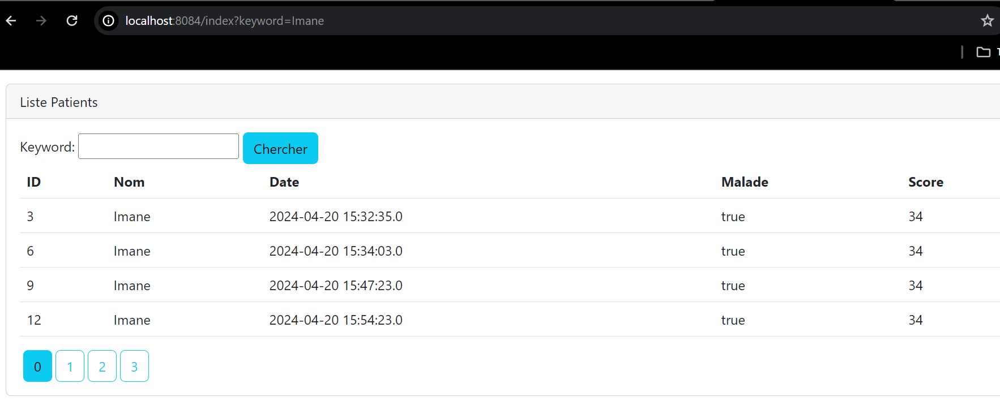 localhost:8084/index?keyword=Imane
Liste Patients
Keyword: Chercher
ID Nom Date Malade Score
3 Imane 2024-04-20 15:32:35.0 true 34
6 Imane 2024-04-20 15:34:03.0 true 34
9 Imane 2024-04-20 15:47:23.0 true 34
12 Imane 2024-04-20 15:54:23.0 true 34
0 1 2 3